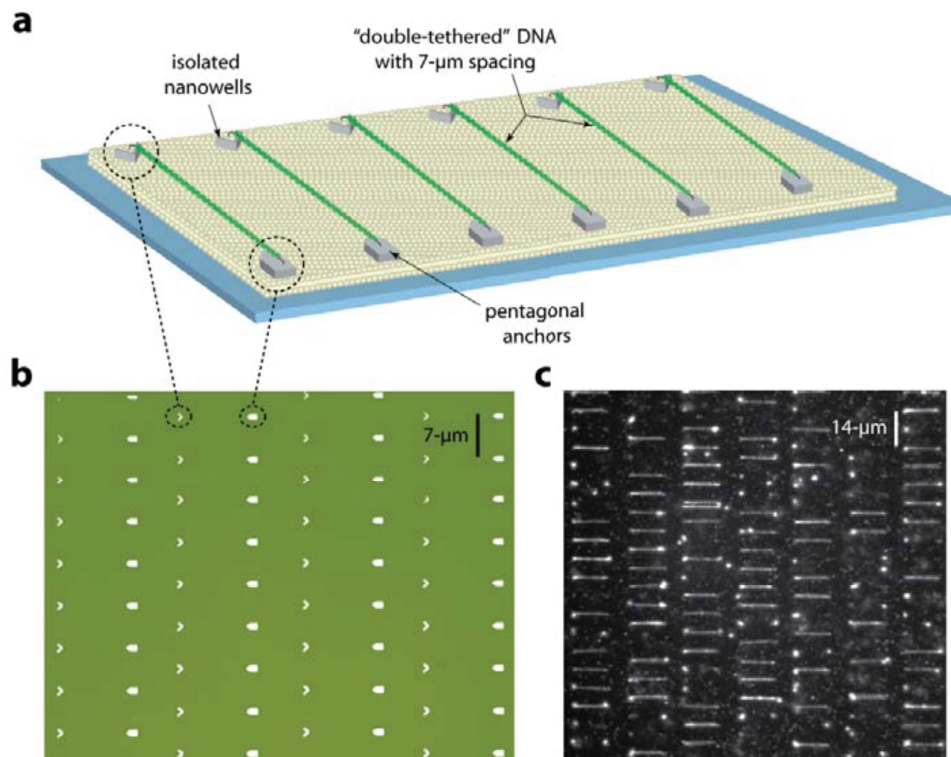 a
"double-tethered" DNA
with 7-μm spacing
isolated
nanowells
pentagonal
anchors
b
7-μm
c
14-μm